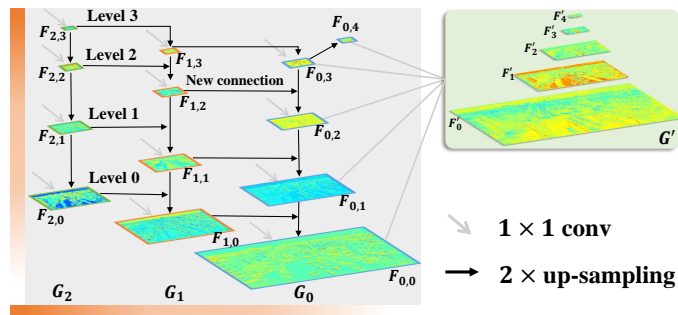 Level 3
F2,3
F1,3
F0,4
F0,3
Level 2
F2,2
New connection
F1,2
F0,2
Level 1
F2,1
F1,1
F0,1
Level 0
F2,0
F1,0
F0,0
G2
G1
G0
F′4
F′3
F′2
F′1
F′0
G′
1 × 1 conv
2 × up-sampling